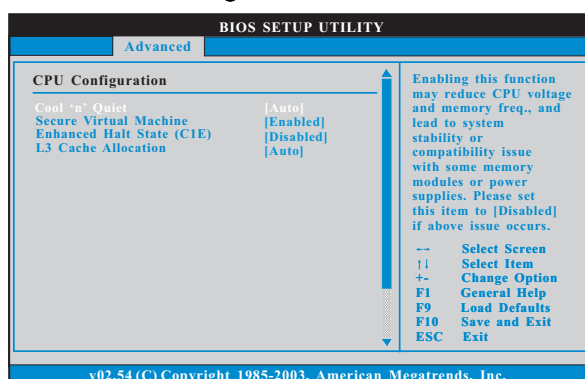 BIOS SETUP UTILITY
Advanced
CPU Configuration
Cool ‘n’ Quiet [Auto]
Secure Virtual Machine [Enabled]
Enhanced Halt State (C1E) [Disabled]
L3 Cache Allocation [Auto]
Enabling this function
may reduce CPU voltage
and memory freq., and
lead to system
stability or
compatibility issue
with some memory
modules or power
supplies. Please set
this item to [Disabled]
if above issue occurs.
←→ Select Screen
↑↓ Select Item
+- Change Option
F1 General Help
F9 Load Defaults
F10 Save and Exit
ESC Exit
v02.54 (C) Copyright 1985-2003, American Megatrends, Inc.